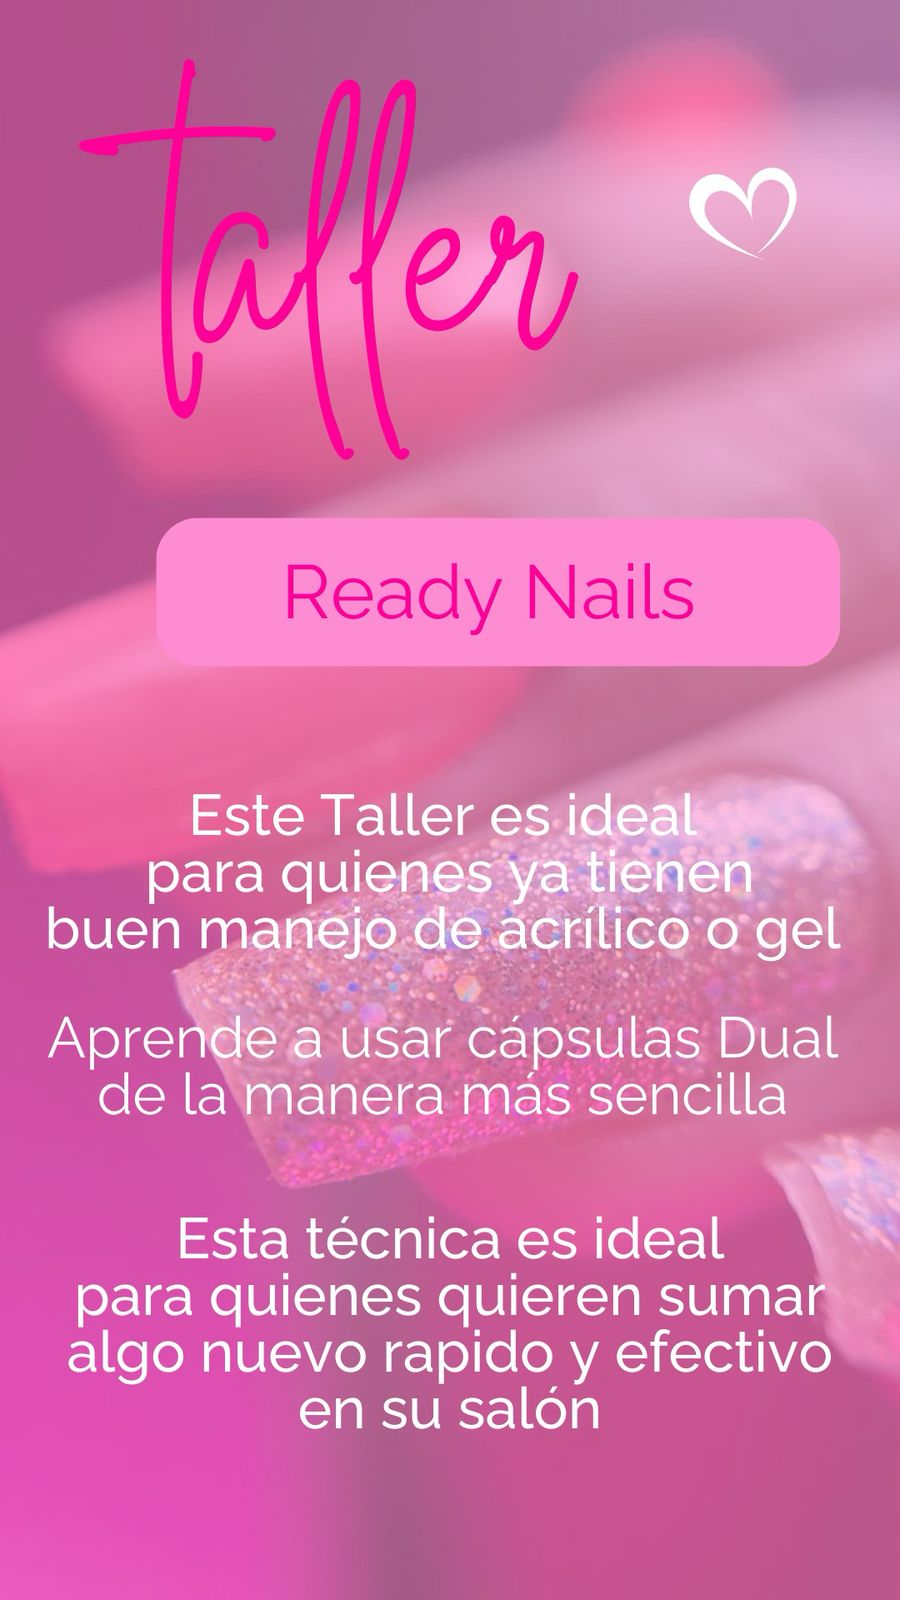 taller
Ready Nails
Este Taller es ideal
para quienes ya tienen
buen manejo de acrílico o gel
Aprende a usar cápsulas Dual
de la manera más sencilla
Esta técnica es ideal
para quienes quieren sumar
algo nuevo rapido y efectivo
en su salón